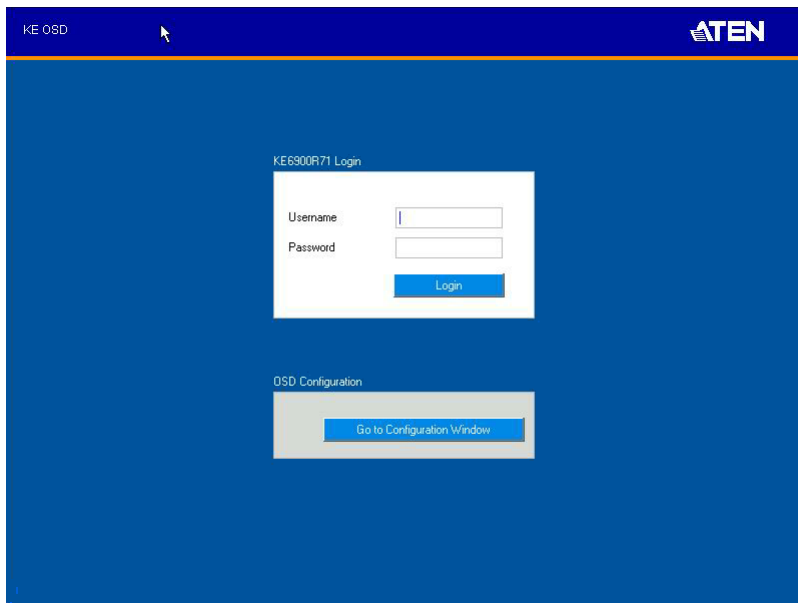 KE OSD
ATEN
KE6900R71 Login
Username
Password
Login
OSD Configuration
Go to Configuration Window